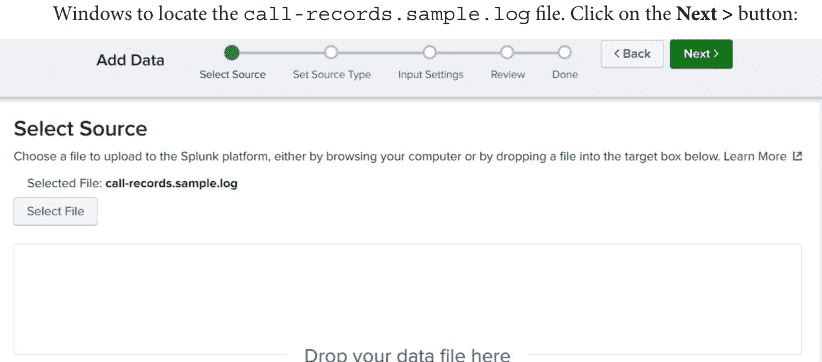 Windows to locate the call-records.sample.log file. Click on the Next > button:
Add Data
Select Source
Set Source Type
Input Settings
Review
Done
< Back
Next >
Select Source
Choose a file to upload to the Splunk platform, either by browsing your computer or by dropping a file into the target box below. Learn More
Selected File: call-records.sample.log
Select File
Drop your data file here